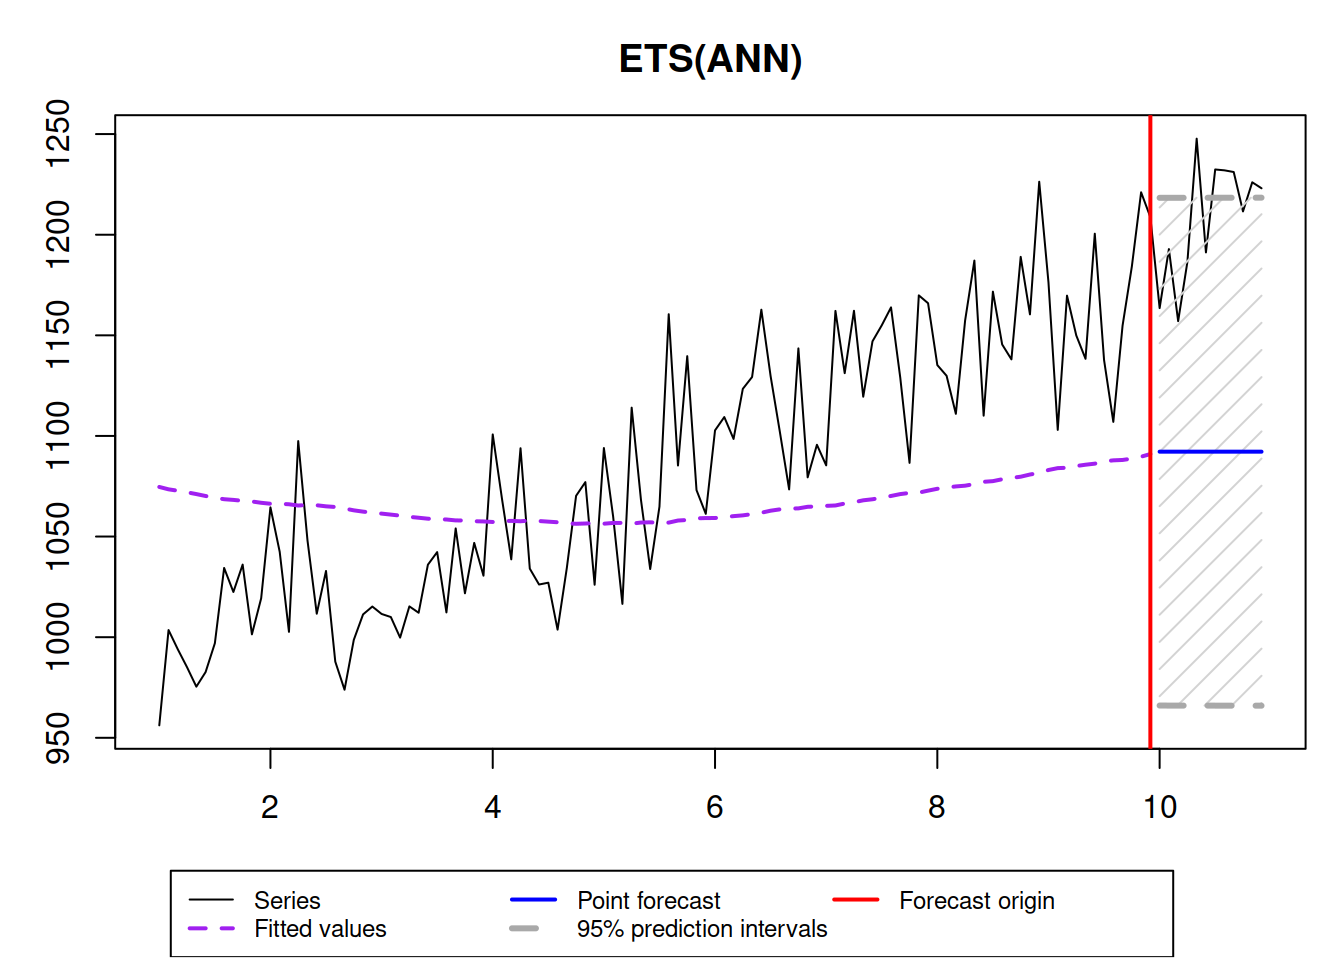 ETS(ANN)
1250
1200
1150
1100
1050
1000
950
2 4 6 8 10
Series Point forecast Forecast origin
Fitted values 95% prediction intervals